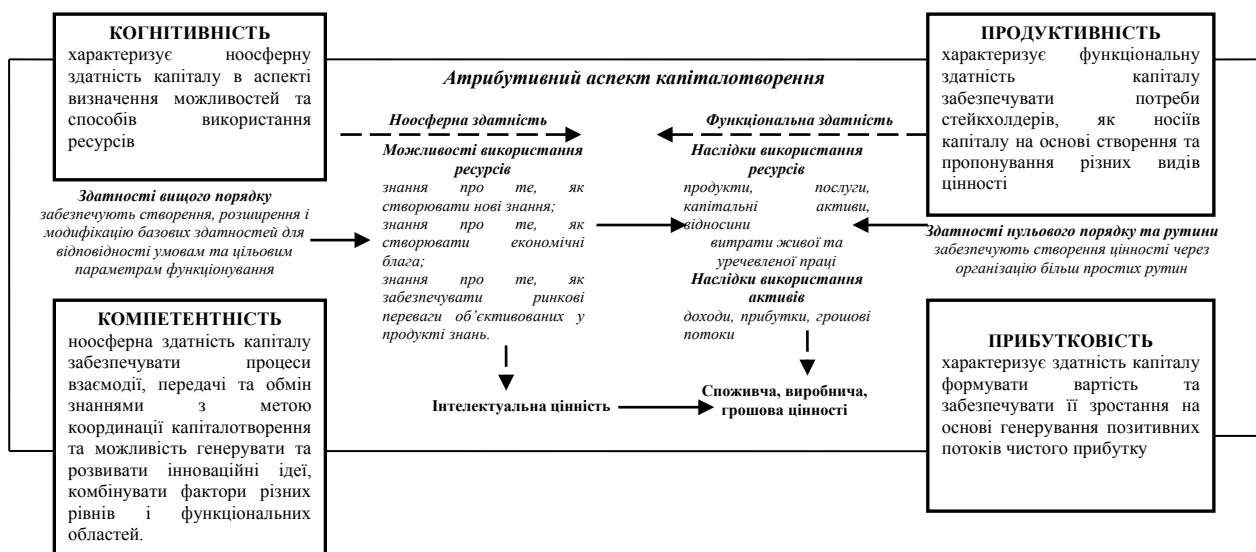 КОГНІТИВНІСТЬ
характеризує ноосферну
здатність капіталу в аспекті
визначення можливостей та
способів використання
ресурсів
Здатності вищого порядку
забезпечують створення, розширення і
модифікацію базових здатностей для
відповідності умовам та цільовим
параметрам функціонування
КОМПЕТЕНТНІСТЬ
ноосферна здатність капіталу
забезпечувати процеси
взаємодії, передачі та обмін
знаннями з метою
координації капіталотворення
та можливість генерувати та
розвивати інноваційні ідеї,
комбінувати фактори різних
рівнів і функціональних
областей.
Атрибутивний аспект капіталотворення
Ноосферна здатність
Можливості використання
ресурсів
знання про те, як
створювати нові знання;
знання про те, як
створювати економічні
блага;
знання про те, як
забезпечувати ринкові
переваги об’єктивованих у
продукті знань.
Інтелектуальна цінність
Функціональна здатність
Наслідки використання
ресурсів
продукти, послуги,
капітальні активи,
відносини
витрати живої та
уречевленої праці
Наслідки використання
активів
доходи, прибутки, грошові
потоки
Споживча, виробнича,
грошова цінності
ПРОДУКТИВНІСТЬ
характеризує функціональну
здатність капіталу
забезпечувати потреби
стейкхолдерів, як носіїв
капіталу на основі створення та
пропонування різних видів
цінності
Здатності нульового порядку та рутини
забезпечують створення цінності через
організацію більш простих рутин
ПРИБУТКОВІСТЬ
характеризує здатність капіталу
формувати вартість та
забезпечувати її зростання на
основі генерування позитивних
потоків чистого прибутку